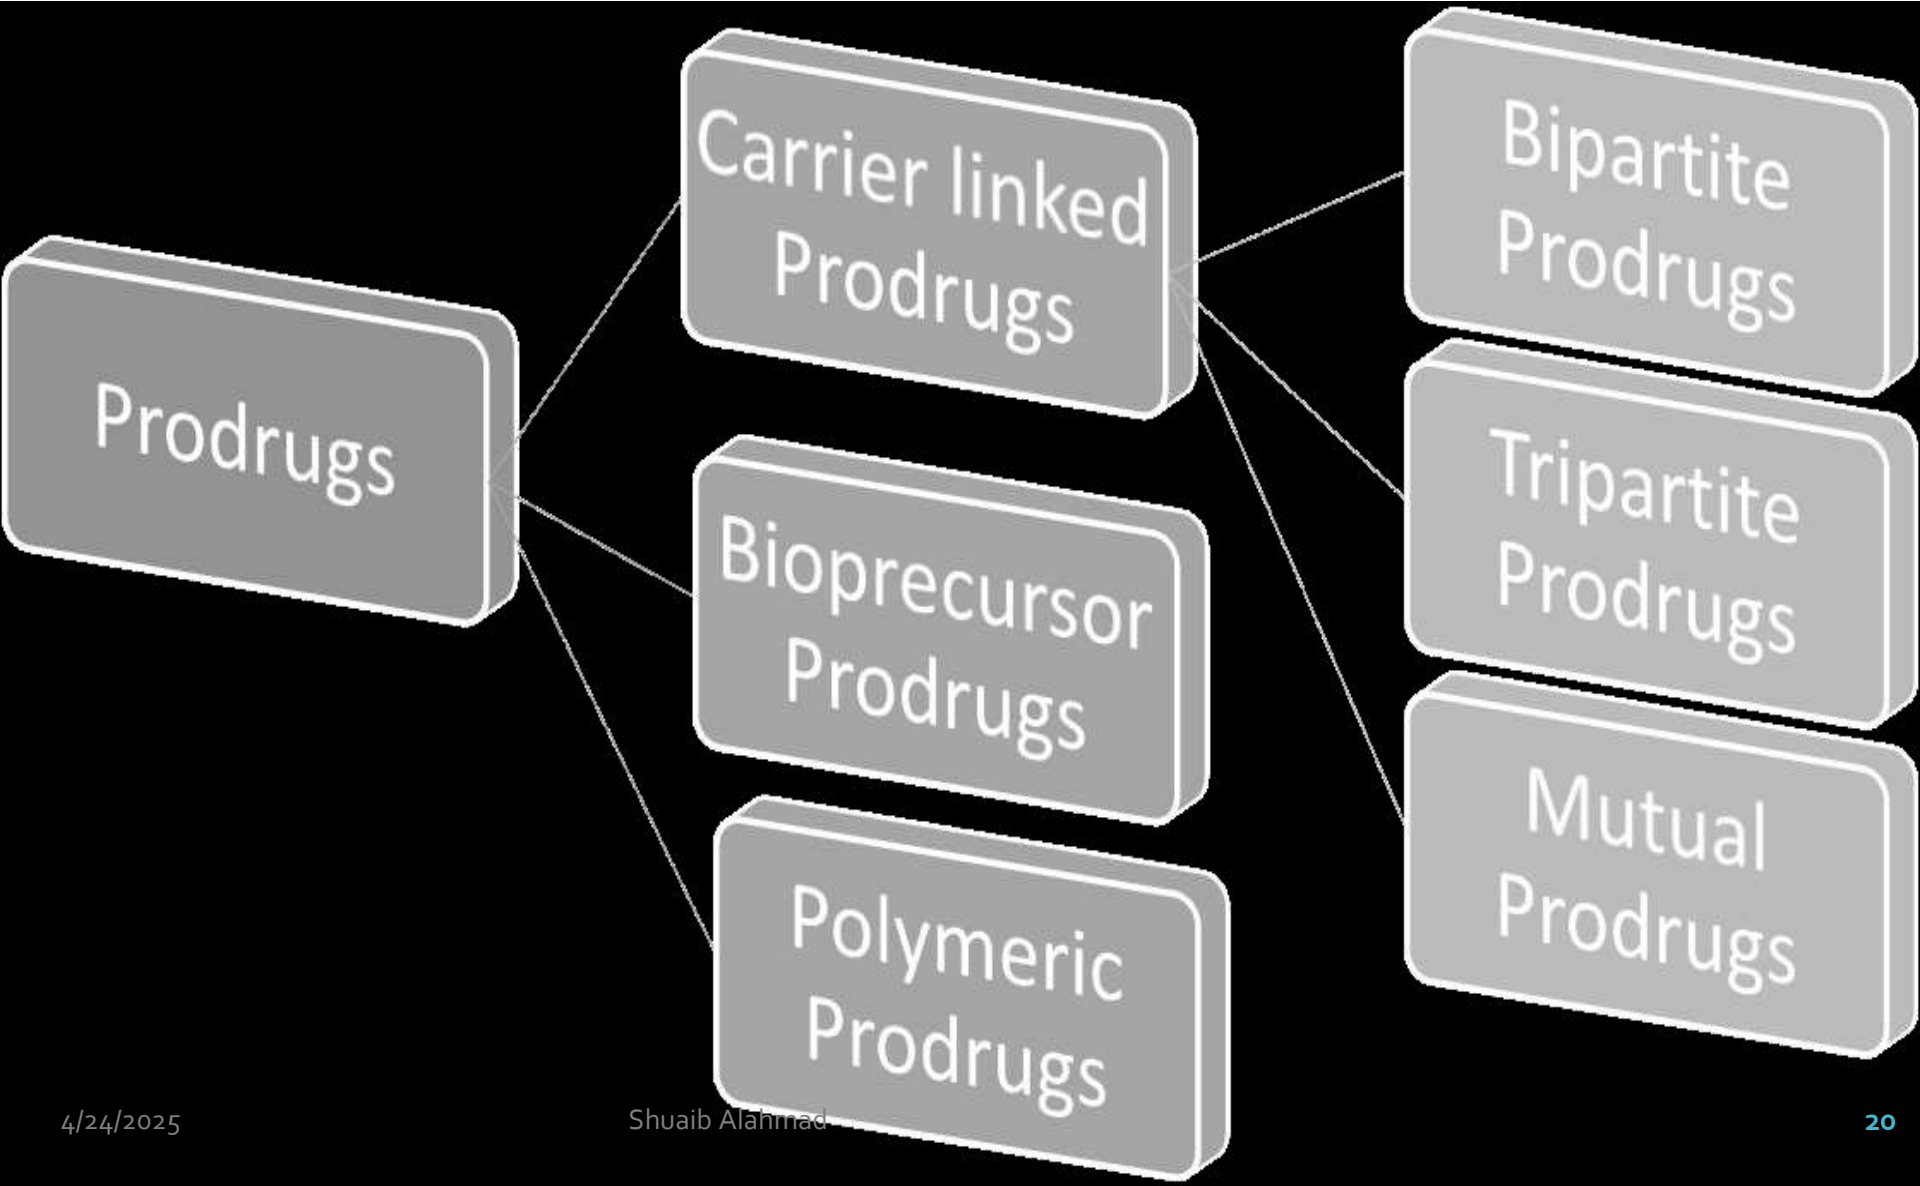 Prodrugs
Carrier linked
Prodrugs
Bioprecursor
Prodrugs
Polymeric
Prodrugs
Bipartite
Prodrugs
Tripartite
Prodrugs
Mutual
Prodrugs
4/24/2025
Shuaib Alahmad
20